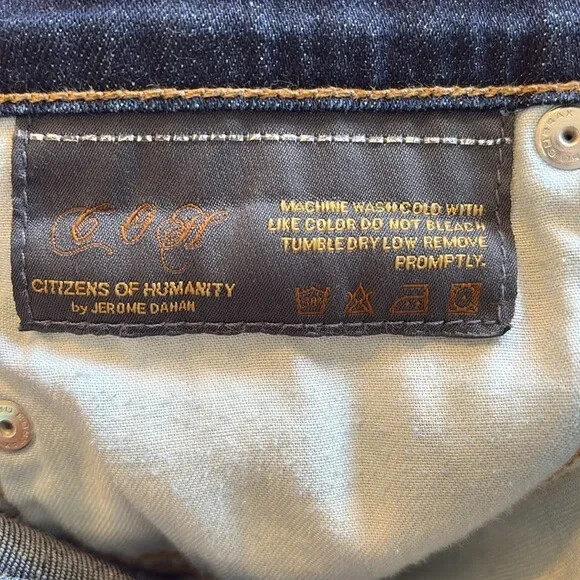 COH
CITIZENS OF HUMANITY
by JEROME DAHAN
MACHINE WASH COLD WITH
LIKE COLOR DO NOT BLEACH
TUMBLE DRY LOW REMOVE
PROMPTLY.